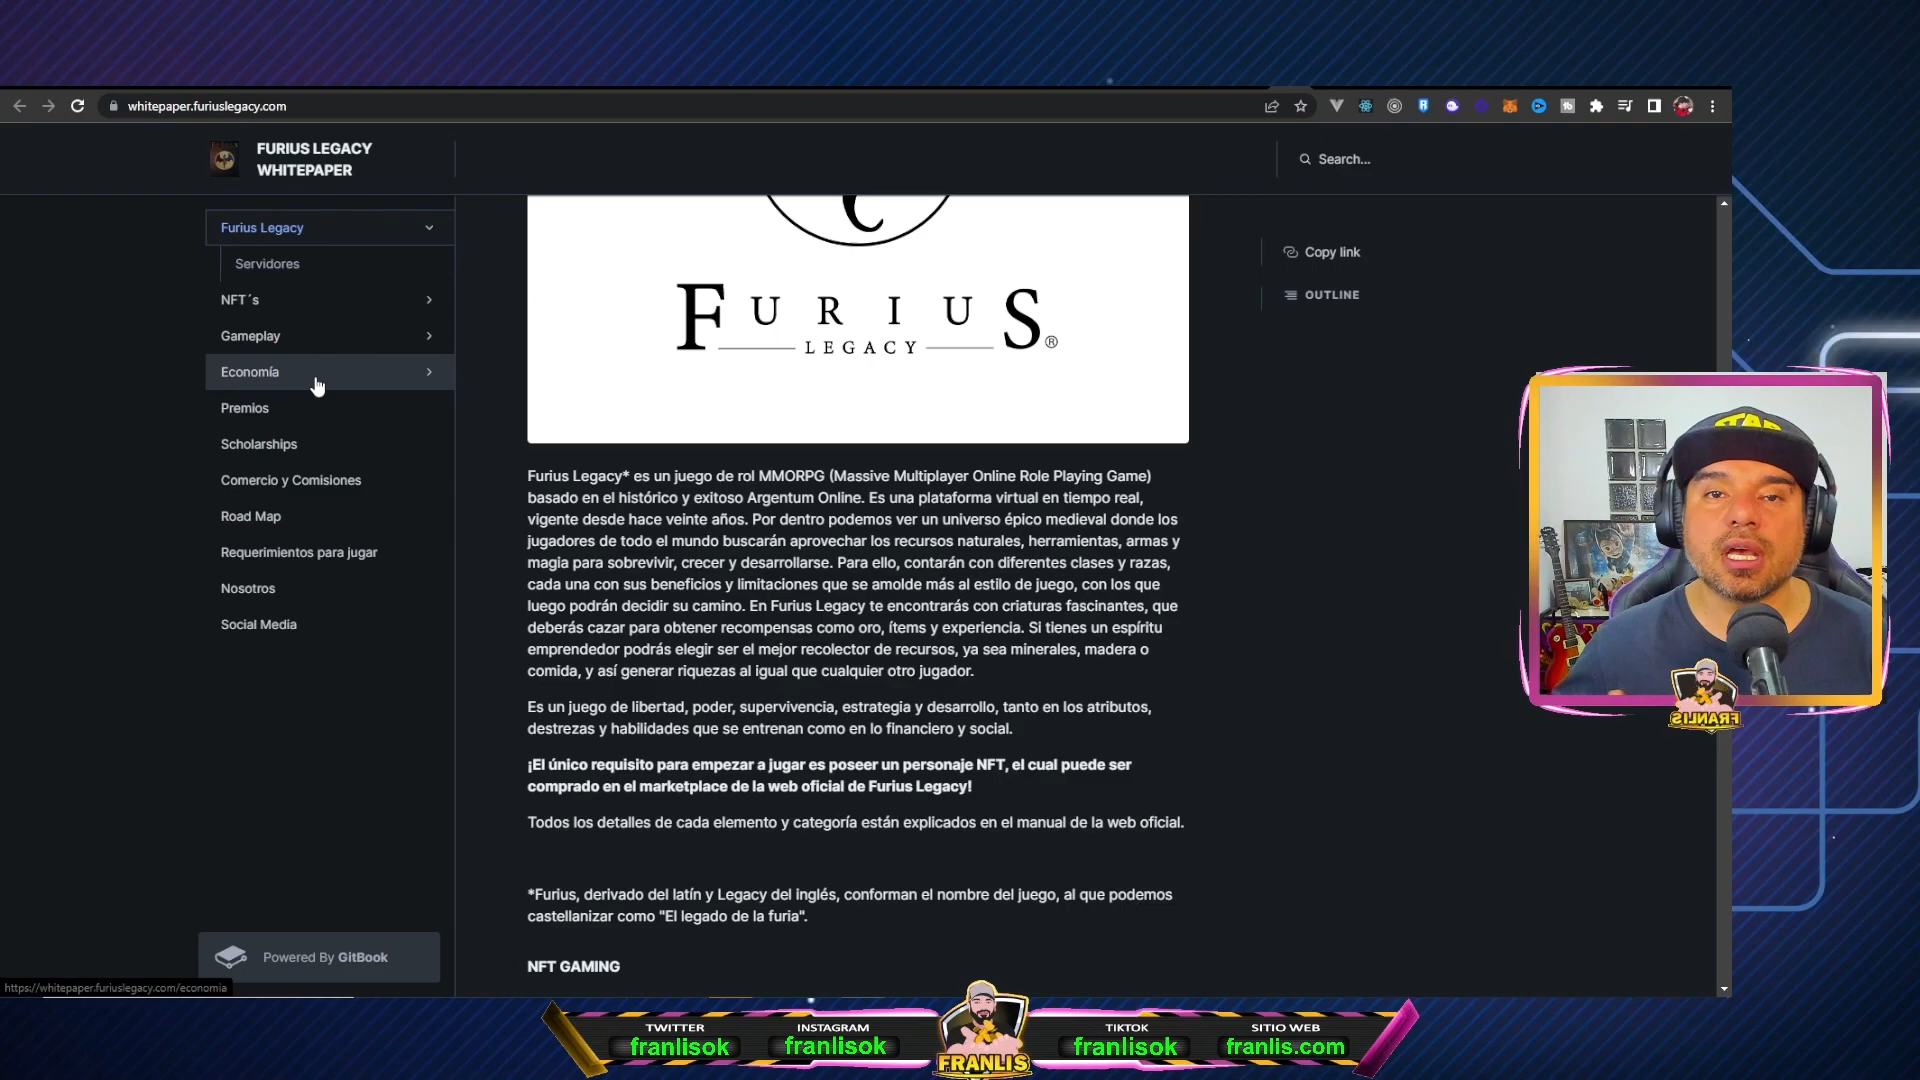 whitepaper.furiuslegacy.com
FURIUS LEGACY
WHITEPAPER
Search...
Furius Legacy
Servidores
NFT´s
Gameplay
Economía
Premios
Scholarships
Comercio y Comisiones
Road Map
Requerimientos para jugar
Nosotros
Social Media
Powered By GitBook
https://whitepaper.furiuslegacy.com/economia
FURIUS®
LEGACY
Furius Legacy* es un juego de rol MMORPG (Massive Multiplayer Online Role Playing Game)
basado en el histórico y exitoso Argentum Online. Es una plataforma virtual en tiempo real,
vigente desde hace veinte años. Por dentro podemos ver un universo épico medieval donde los
jugadores de todo el mundo buscarán aprovechar los recursos naturales, herramientas, armas y
magia para sobrevivir, crecer y desarrollarse. Para ello, contarán con diferentes clases y razas,
cada una con sus beneficios y limitaciones que se amolde más al estilo de juego, con los que
luego podrán decidir su camino. En Furius Legacy te encontrarás con criaturas fascinantes, que
deberás cazar para obtener recompensas como oro, ítems y experiencia. Si tienes un espíritu
emprendedor podrás elegir ser el mejor recolector de recursos, ya sea minerales, madera o
comida, y así generar riquezas al igual que cualquier otro jugador.
Es un juego de libertad, poder, supervivencia, estrategia y desarrollo, tanto en los atributos,
destrezas y habilidades que se entrenan como en lo financiero y social.
¡El único requisito para empezar a jugar es poseer un personaje NFT, el cual puede ser
comprado en el marketplace de la web oficial de Furius Legacy!
Todos los detalles de cada elemento y categoría están explicados en el manual de la web oficial.
*Furius, derivado del latín y Legacy del inglés, conforman el nombre del juego, al que podemos
castellanizar como "El legado de la furia".
NFT GAMING
Copy link
OUTLINE
FRANLIS
TWITTER
franlisok
INSTAGRAM
franlisok
FRANLIS
TIKTOK
franlisok
SITIO WEB
franlis.com